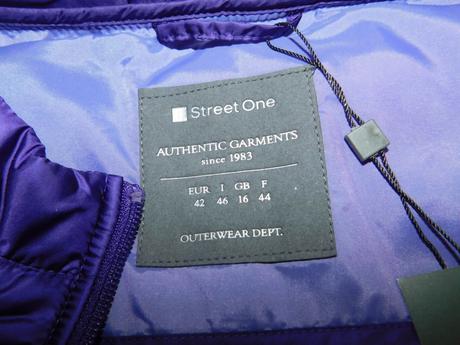 Street One
AUTHENTIC GARMENTS
since 1983
EUR I GB F
42 46 16 44
OUTERWEAR DEPT.